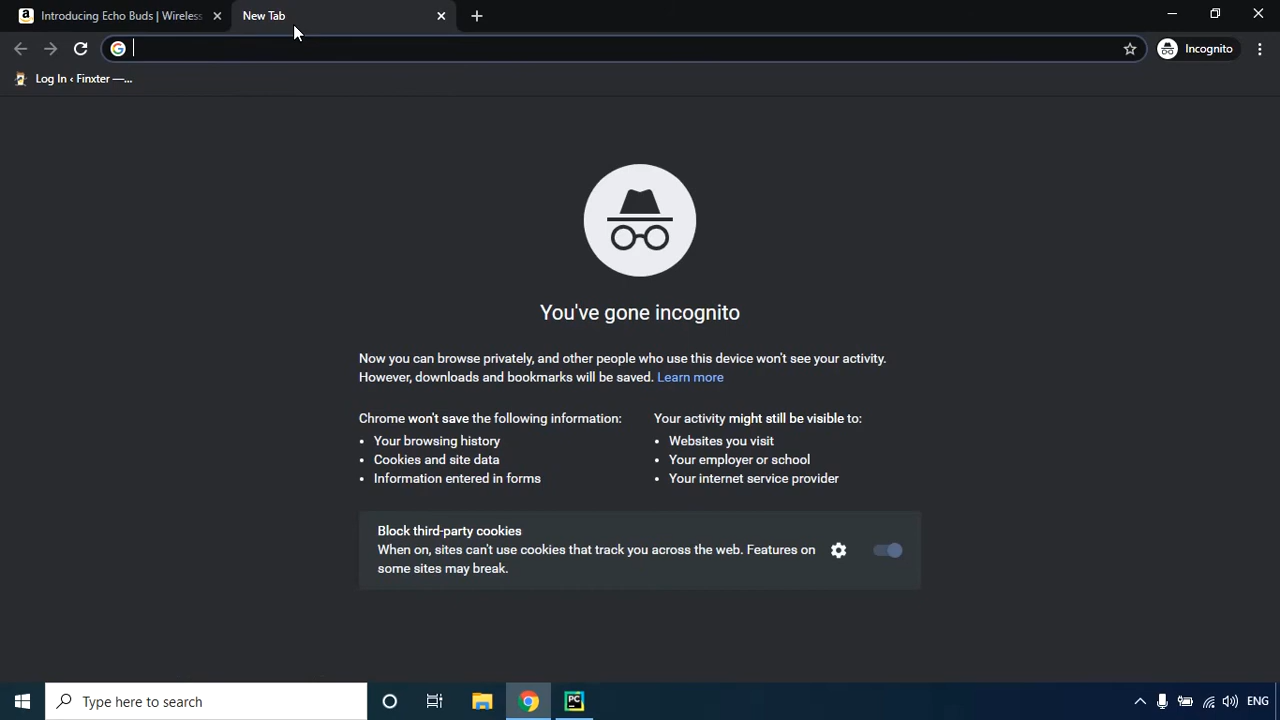 Introducing Echo Buds | Wireless
New Tab
Incognito
Log In ‹ Finxter —...
You've gone incognito
Now you can browse privately, and other people who use this device won't see your activity.
However, downloads and bookmarks will be saved. Learn more
Chrome won't save the following information:
• Your browsing history
• Cookies and site data
• Information entered in forms
Your activity might still be visible to:
• Websites you visit
• Your employer or school
• Your internet service provider
Block third-party cookies
When on, sites can't use cookies that track you across the web. Features on
some sites may break.
Type here to search
PC
ENG